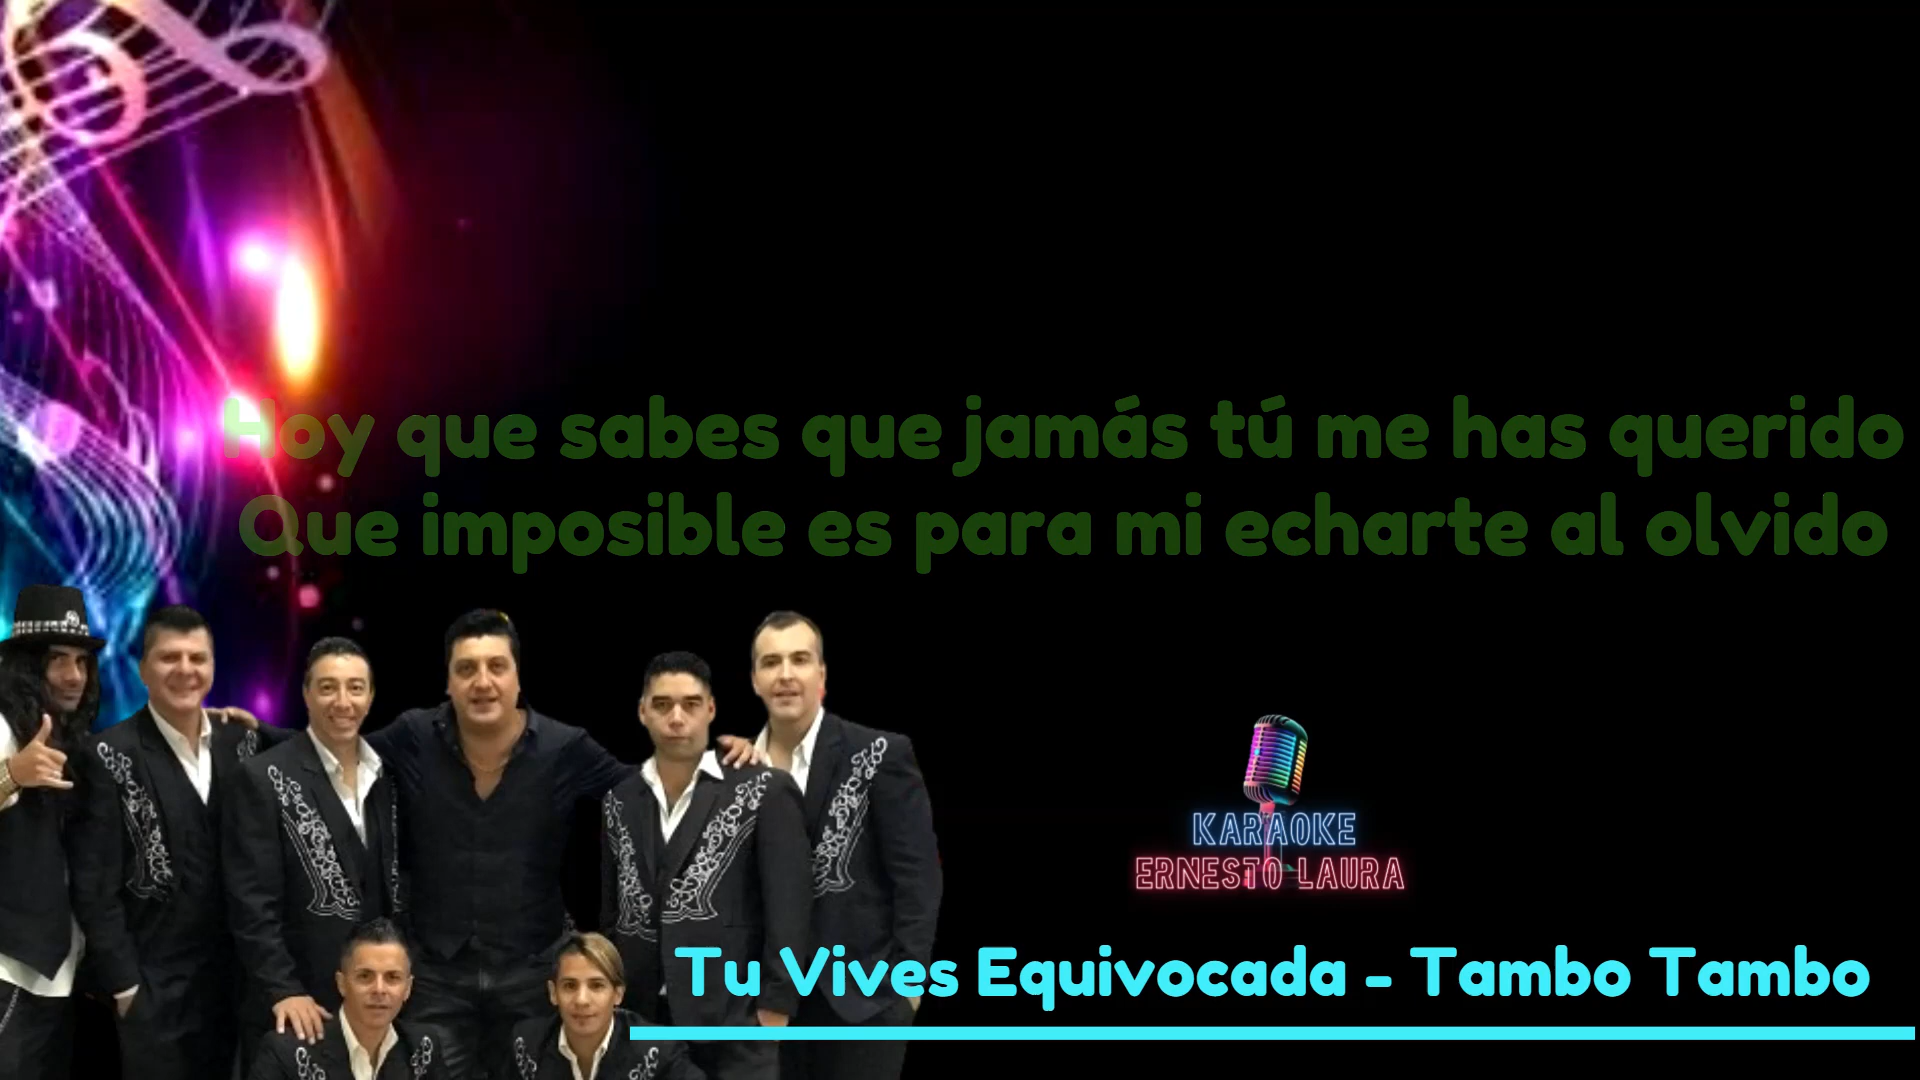 Hoy que sabes que jamás tú me has querido
Que imposible es para mi echarte al olvido
KARAOKE
ERNESTO LAURA
Tu Vives Equivocada - Tambo Tambo